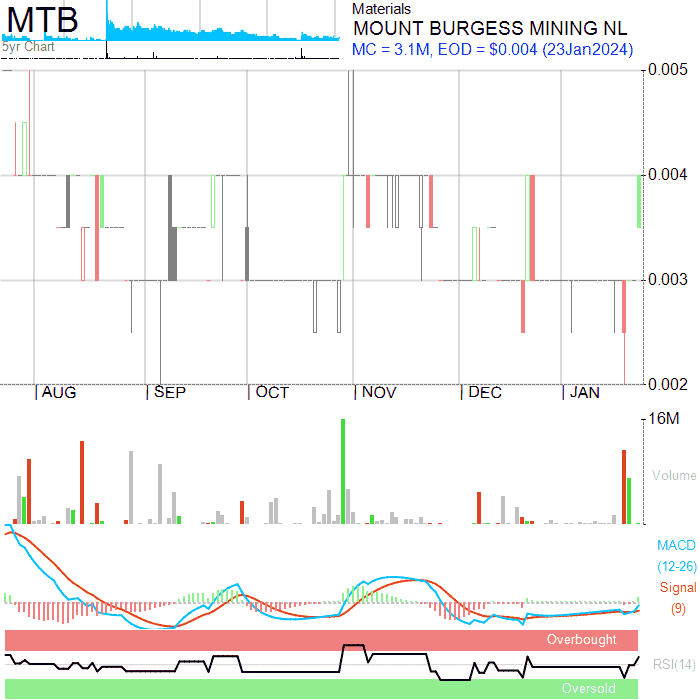 MTB
5yr Chart
Materials
MOUNT BURGESS MINING NL
MC = 3.1M, EOD = $0.004 (23Jan2024)
0.005
0.004
0.003
0.002
AUG SEP OCT NOV DEC JAN
16M
Volume
MACD
(12-26)
Signal
(9)
Overbought
RSI(14)
Oversold